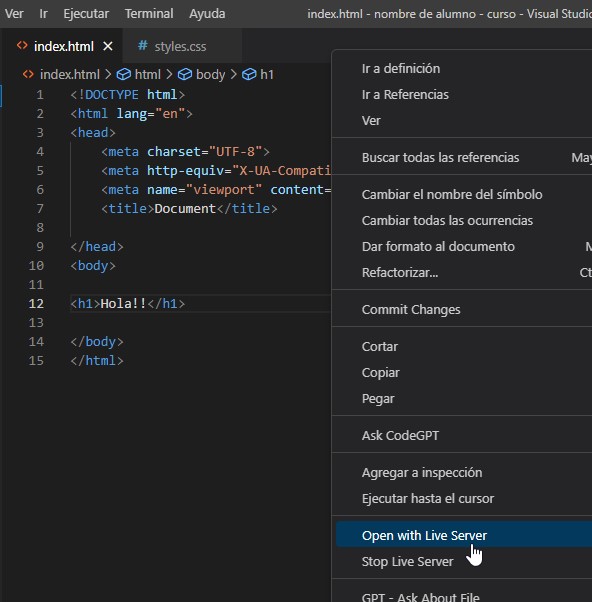 Ver Ir Ejecutar Terminal Ayuda index.html - nombre de alumno - curso - Visual Studio
<> index.html × # styles.css
<> index.html > html > body > h1
1 <!DOCTYPE html>
2 <html lang="en">
3 <head>
4 <meta charset="UTF-8">
5 <meta http-equiv="X-UA-Compati
6 <meta name="viewport" content=
7 <title>Document</title>
8
9 </head>
10 <body>
11
12 <h1>Hola!!</h1>
13
14 </body>
15 </html>
Ir a definición
Ir a Referencias
Ver
Buscar todas las referencias May
Cambiar el nombre del símbolo
Cambiar todas las ocurrencias
Dar formato al documento M
Refactorizar... Ct
Commit Changes
Cortar
Copiar
Pegar
Ask CodeGPT
Agregar a inspección
Ejecutar hasta el cursor
Open with Live Server
Stop Live Server
GPT - Ask About File